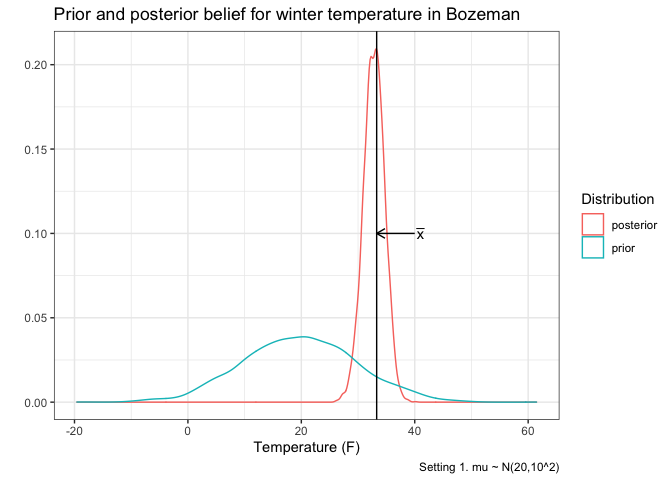 Prior and posterior belief for winter temperature in Bozeman
0.20
0.15
0.10
0.05
0.00
x̅
-20 0 20 40 60
Temperature (F)
Distribution
posterior
prior
Setting 1. mu ~ N(20,10^2)